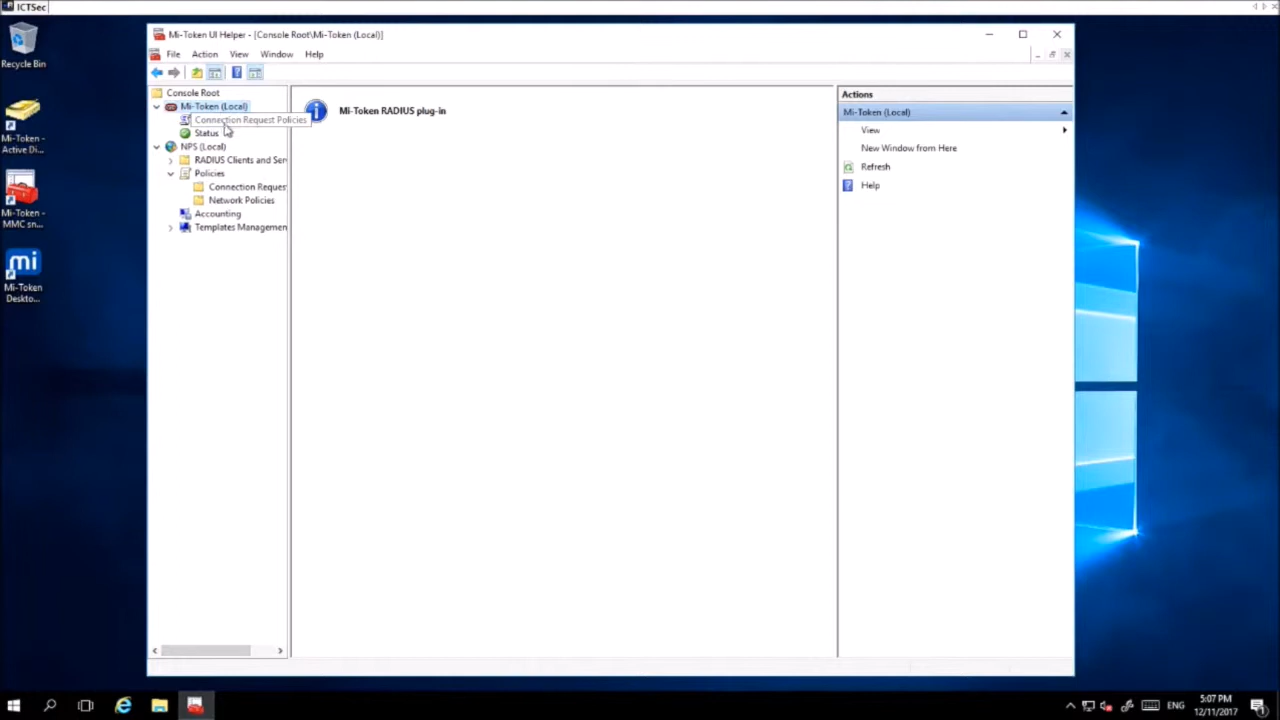 ICTSec
Recycle Bin
Mi-Token -
Active Di...
Mi-Token -
MMC sn...
mi
Mi-Token
Deskto...
Mi-Token UI Helper - [Console Root\Mi-Token (Local)]
File Action View Window Help
Console Root
Mi-Token (Local)
Connection Request Policies
Status
NPS (Local)
RADIUS Clients and Ser
Policies
Connection Reques
Network Policies
Accounting
Templates Managemen
Mi-Token RADIUS plug-in
Actions
Mi-Token (Local)
View
New Window from Here
Refresh
Help
ENG
5:07 PM
12/11/2017
1